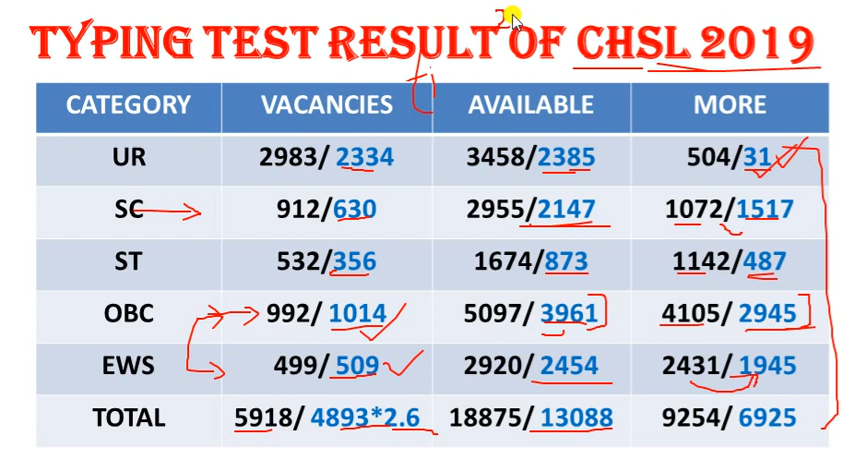 TYPING TEST RESULT OF CHSL 2019
CATEGORY VACANCIES AVAILABLE MORE
UR 2983/ 2334 3458/2385 504/31
SC 912/630 2955/2147 1072/1517
ST 532/356 1674/873 1142/487
OBC 992/ 1014 5097/ 3961 4105/ 2945
EWS 499/ 509 2920/ 2454 2431/ 1945
TOTAL 5918/ 4893*2.6 18875/ 13088 9254/ 6925